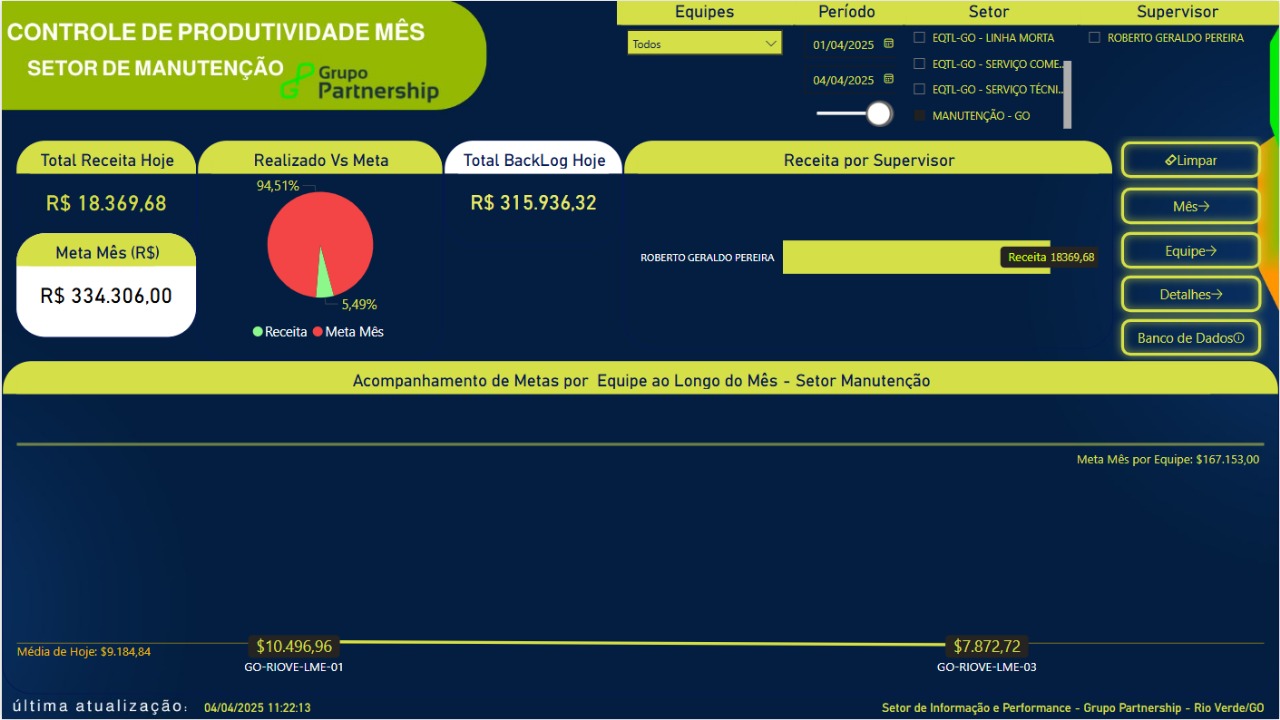 CONTROLE DE PRODUTIVIDADE MÊS
SETOR DE MANUTENÇÃO
Grupo
Partnership
Equipes
Todos
Período
01/04/2025
04/04/2025
Setor
EQTL-GO - LINHA MORTA
EQTL-GO - SERVIÇO COME...
EQTL-GO - SERVIÇO TÉCNI...
MANUTENÇÃO - GO
Supervisor
ROBERTO GERALDO PEREIRA
Total Receita Hoje
R$ 18.369,68
Meta Mês (R$)
R$ 334.306,00
Realizado Vs Meta
94,51%
5,49%
Receita Meta Mês
Total BackLog Hoje
R$ 315.936,32
Receita por Supervisor
ROBERTO GERALDO PEREIRA
Receita 18369,68
Limpar
Mês→
Equipe→
Detalhes→
Banco de Dados
Acompanhamento de Metas por Equipe ao Longo do Mês - Setor Manutenção
Meta Mês por Equipe: $167.153,00
Média de Hoje: $9.184,84
$10.496,96
GO-RIOVE-LME-01
$7.872,72
GO-RIOVE-LME-03
última atualização: 04/04/2025 11:22:13
Setor de Informação e Performance - Grupo Partnership - Rio Verde/GO